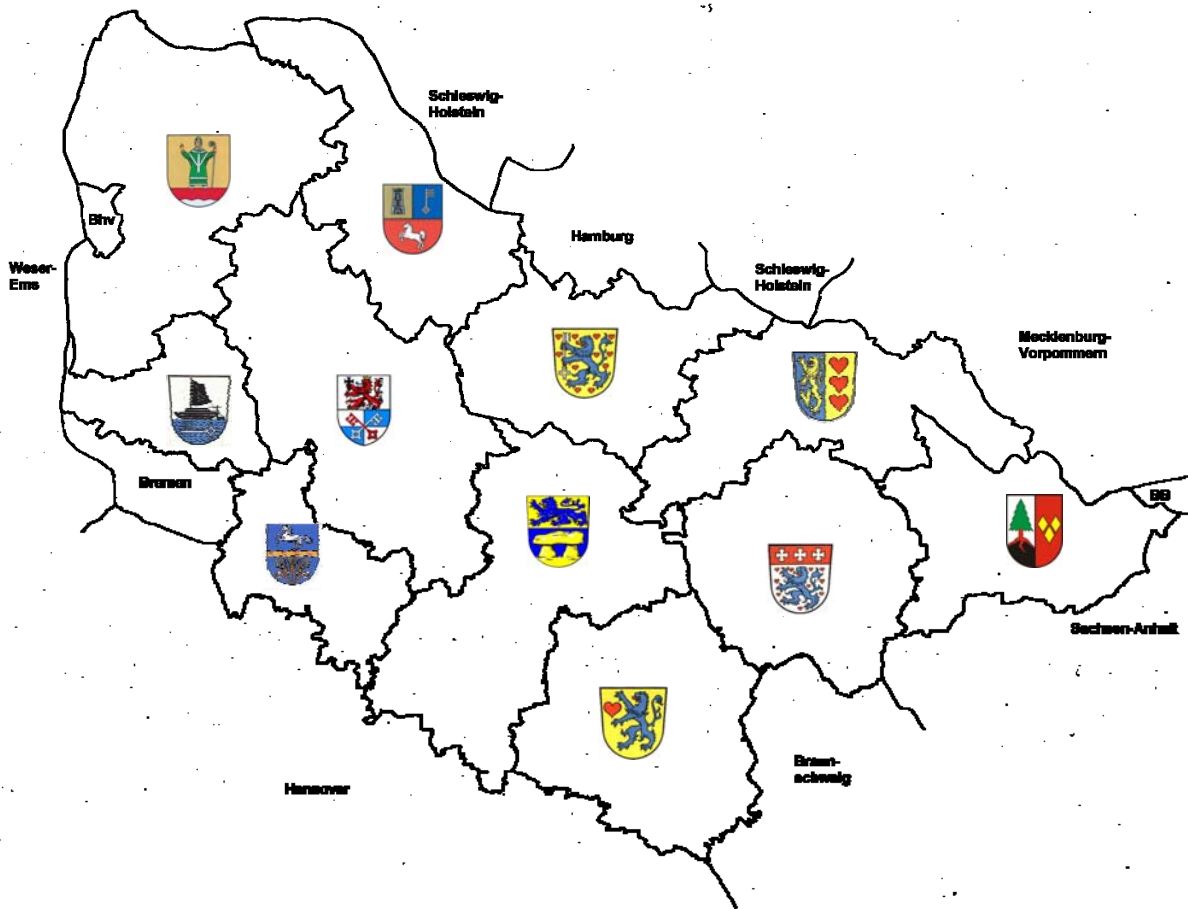 Schleswig-
Holstein
Bhv
Hamburg
Weser-
Ems
Schleswig-
Holstein
Mecklenburg-
Vorpommern
Bremen
BB
Sachsen-Anhalt
Hannover
Braun-
schweig